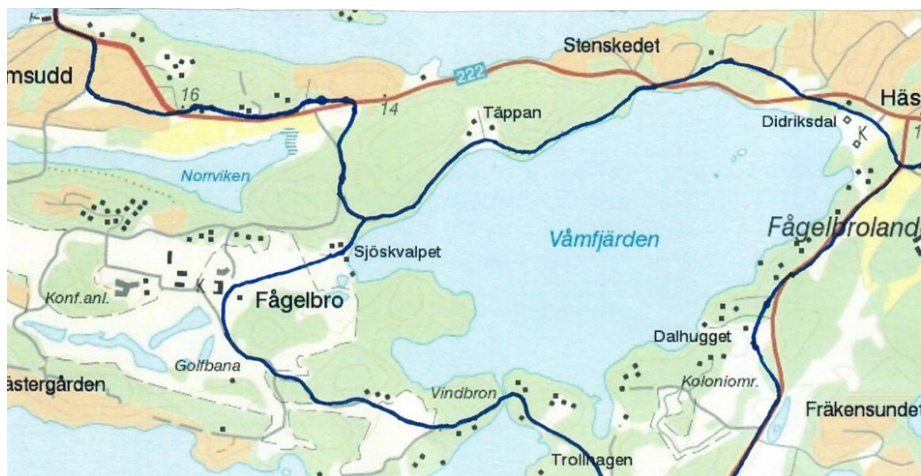 Stenskedet
222
msudd
16
14
Häs
Täppan
Didriksdal
K
Norrviken
Fågelbroland
Våmfjärden
Sjöskvalpet
K
Konf.anl.
Fågelbro
Dalhugget
Golfbana
ästergården
Vindbron
Koloniomr.
Fräkensundet
Trollhagen